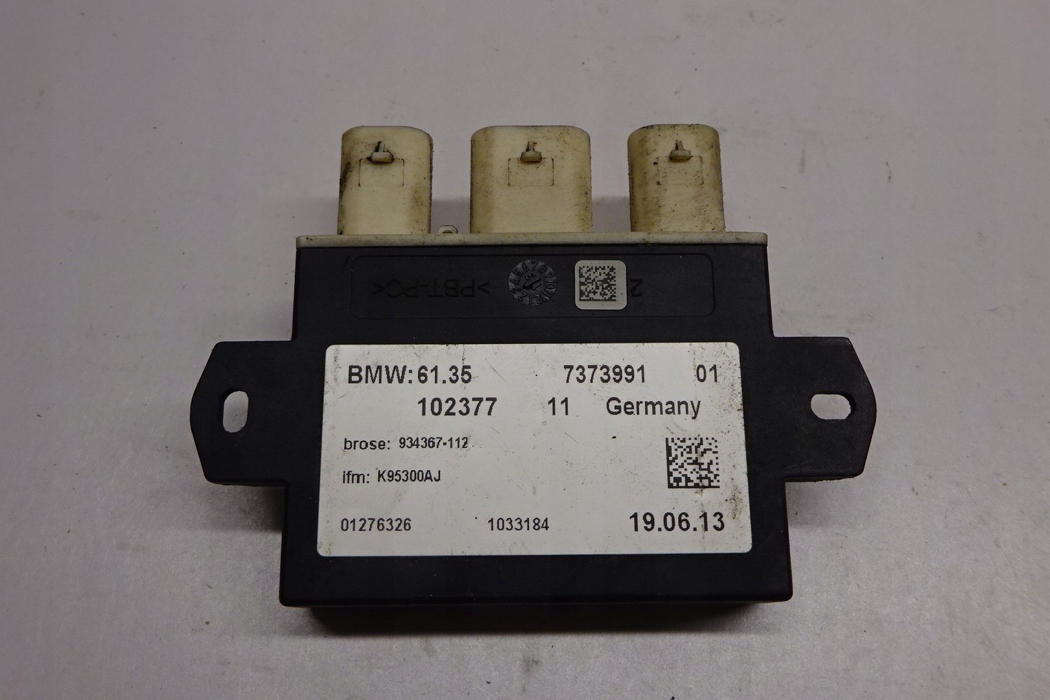 >PBT-PC<
2
BMW: 61.35 7373991 01
102377 11 Germany
brose: 934367-112
ifm: K95300AJ
01276326 1033184 19.06.13